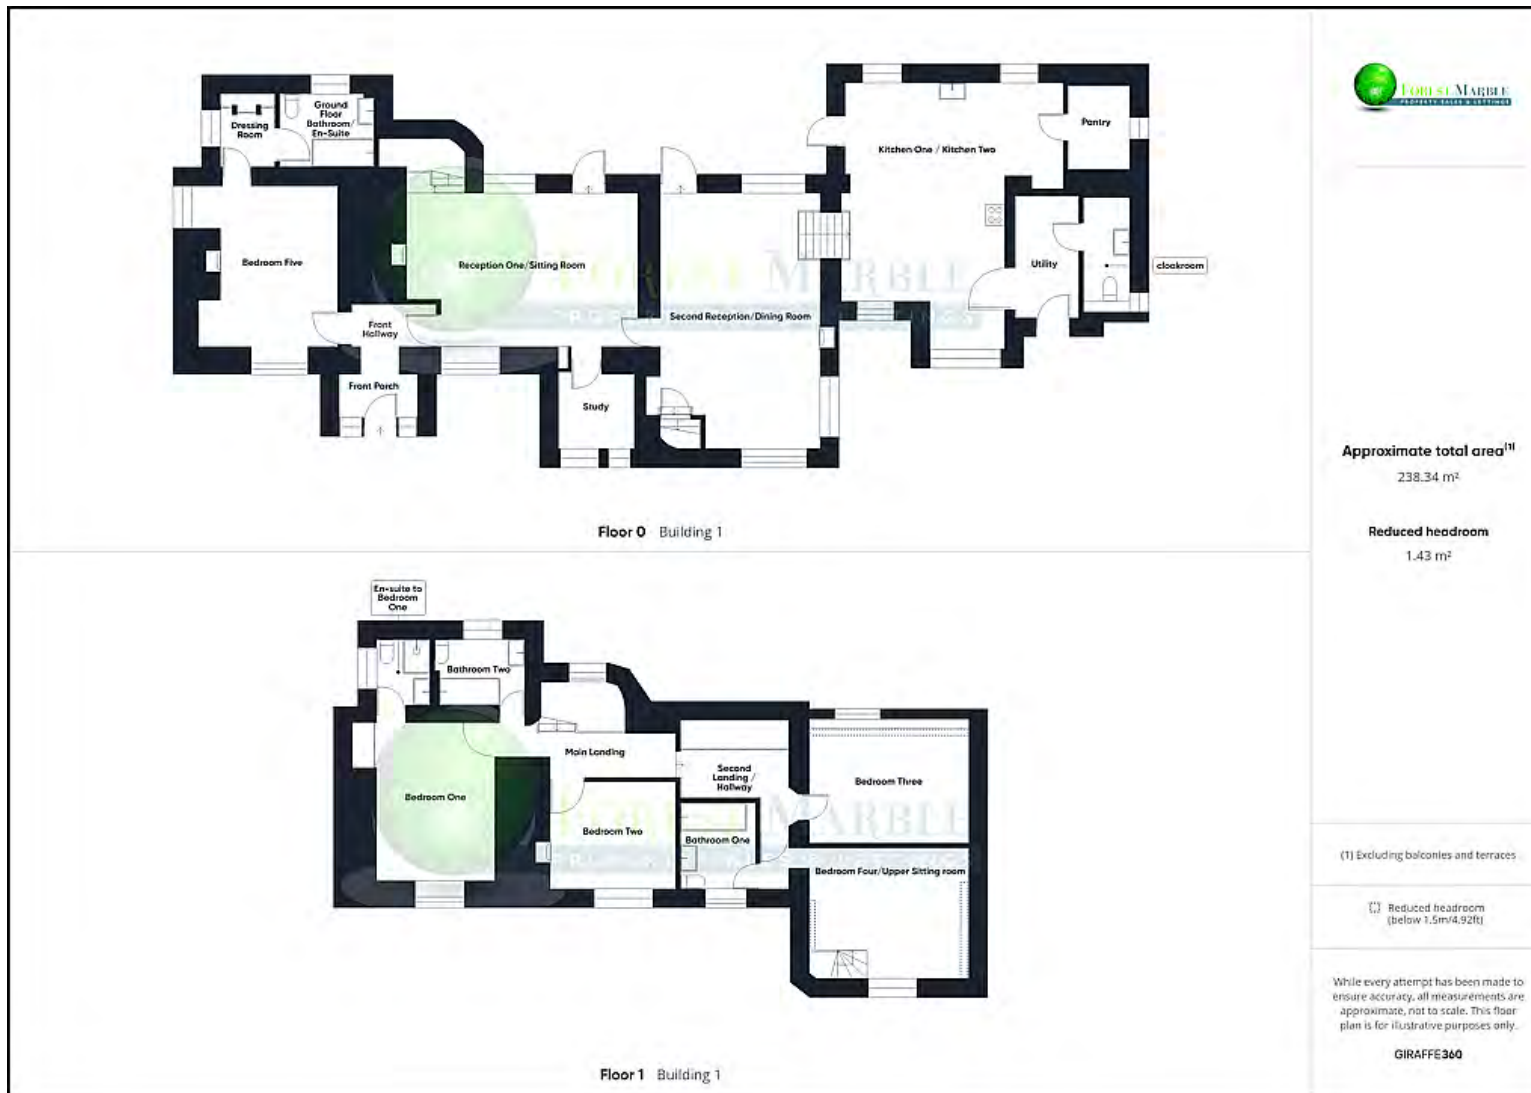 Ground
Floor
Bathroom/
En-Suite
Dressing
Room
Kitchen One / Kitchen Two
Pantry
Bedroom Five
Reception One/Sitting Room
Utility
cloakroom
Front
Hallway
Second Reception/Dining Room
Front Porch
Study
Floor 0 Building 1
En-suite to
Bedroom
One
Bathroom Two
Main Landing
Second
Landing /
Hallway
Bedroom Three
Bedroom One
Bedroom Two
Bathroom One
Bedroom Four/Upper Sitting room
Floor 1 Building 1
FOREST MARBLE
PROPERTY SALES & LETTINGS
Approximate total area(1)
238.34 m²
Reduced headroom
1.43 m²
(1) Excluding balconies and terraces
Reduced headroom
(below 1.5m/4.92ft)
While every attempt has been made to
ensure accuracy, all measurements are
approximate, not to scale. This floor
plan is for illustrative purposes only.
GIRAFFE360